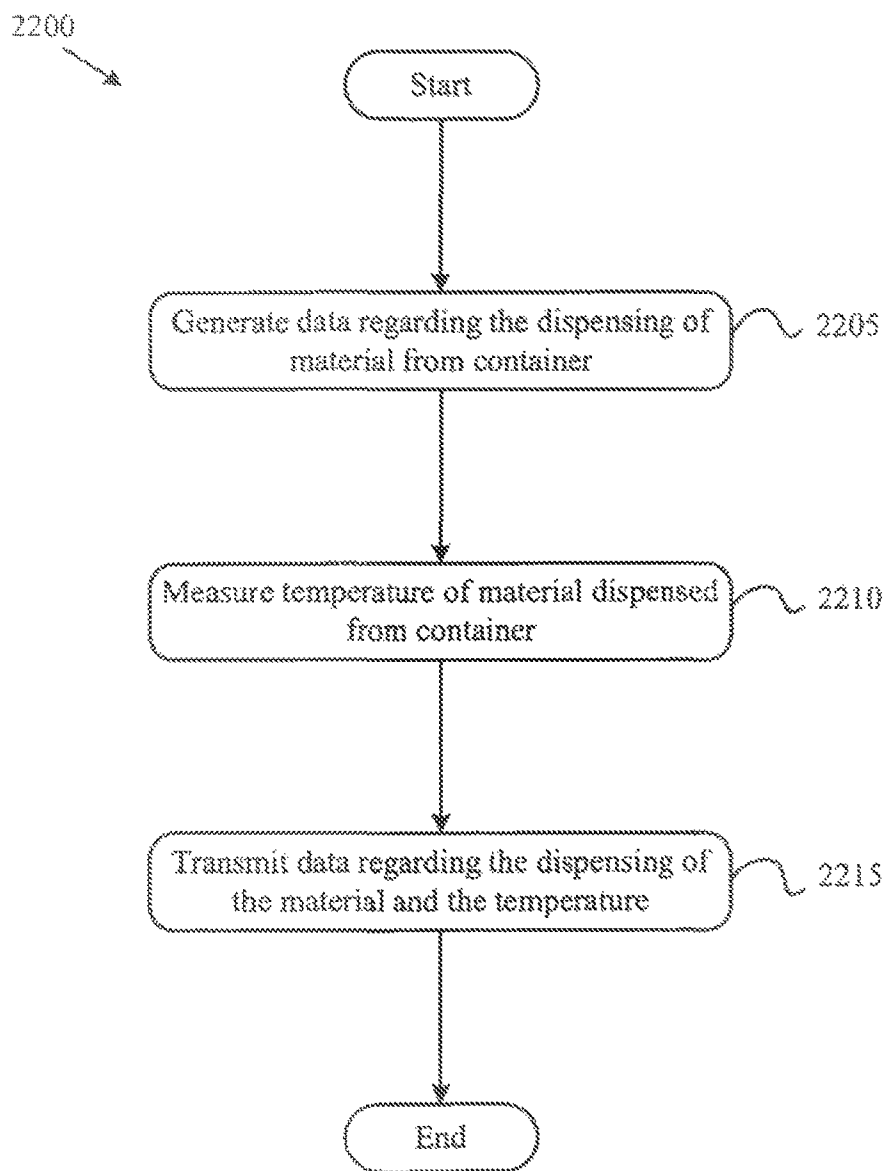 2200
Start
Generate data regarding the dispensing of
material from container
2205
Measure temperature of material dispensed
from container
2210
Transmit data regarding the dispensing of
the material and the temperature
2215
End